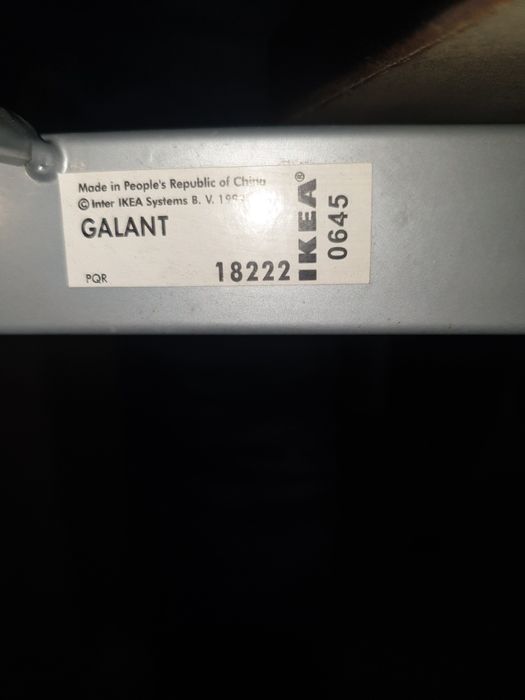 Made in People's Republic of China
© Inter IKEA Systems B. V.
GALANT
PQR
18222
IKEA®
0645